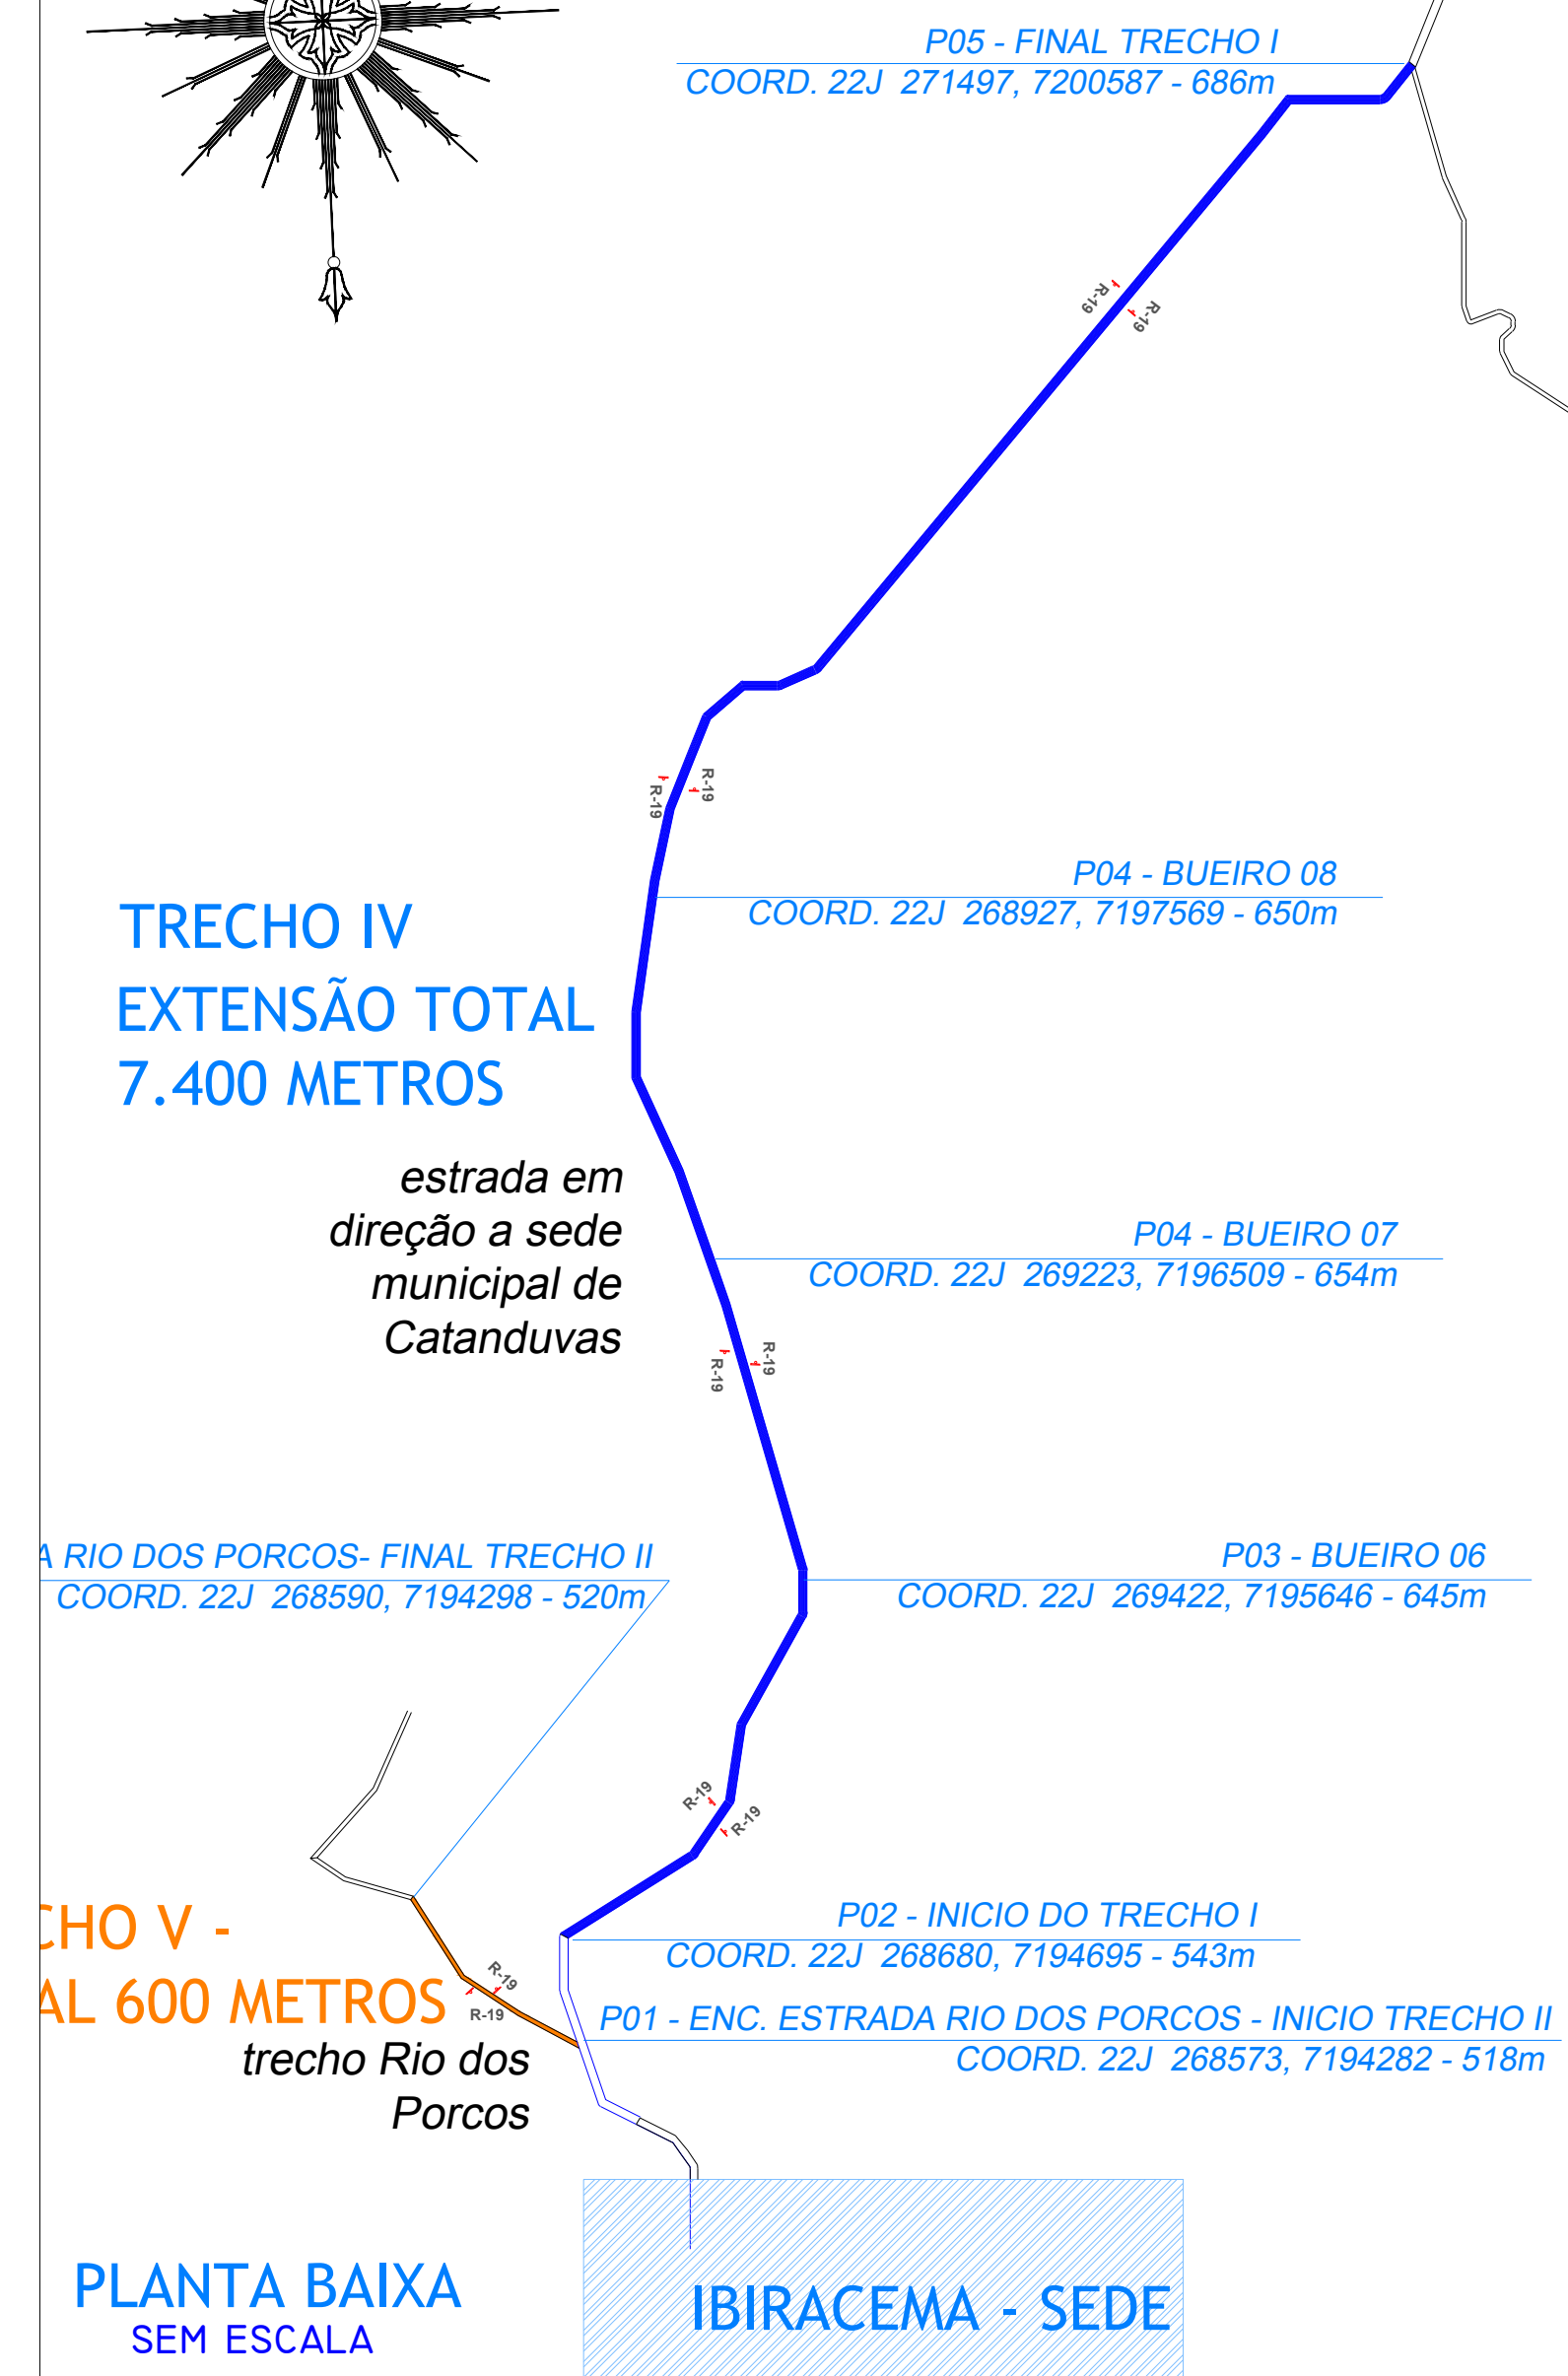 P05 - FINAL TRECHO I
COORD. 22J 271497, 7200587 - 686m
R-19
R-19
R-19
R-19
P04 - BUEIRO 08
COORD. 22J 268927, 7197569 - 650m
TRECHO IV
EXTENSÃO TOTAL
7.400 METROS
estrada em
direção a sede
municipal de
Catanduvas
P04 - BUEIRO 07
COORD. 22J 269223, 7196509 - 654m
R-19
R-19
A RIO DOS PORCOS- FINAL TRECHO II
COORD. 22J 268590, 7194298 - 520m
P03 - BUEIRO 06
COORD. 22J 269422, 7195646 - 645m
R-19
R-19
CHO V -
AL 600 METROS
R-19
R-19
trecho Rio dos
Porcos
P02 - INICIO DO TRECHO I
COORD. 22J 268680, 7194695 - 543m
P01 - ENC. ESTRADA RIO DOS PORCOS - INICIO TRECHO II
COORD. 22J 268573, 7194282 - 518m
PLANTA BAIXA
SEM ESCALA
IBIRACEMA - SEDE